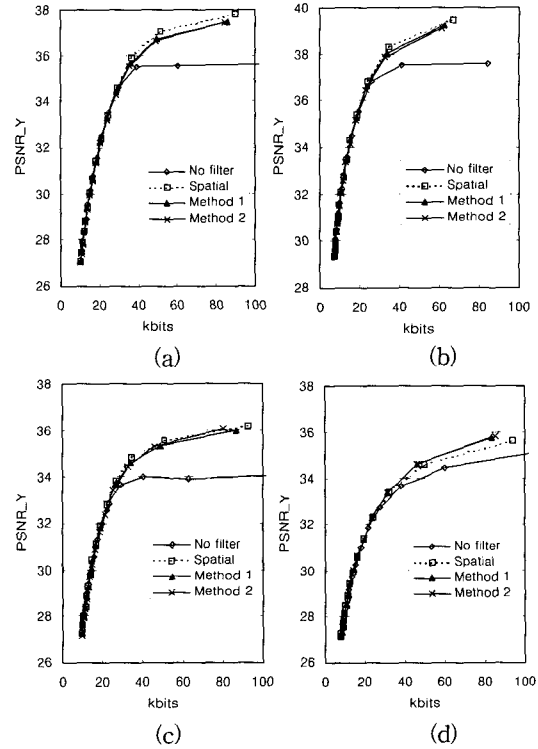 38
36
34
32
30
28
26
PSNR_Y
No filter
Spatial
Method 1
Method 2
0 20 40 60 80 100
kbits
(a)
40
38
36
34
32
30
28
PSNR_Y
No filter
Spatial
Method 1
Method 2
0 20 40 60 80 100
kbits
(b)
38
36
34
32
30
28
26
PSNR_Y
No filter
Spatial
Method 1
Method 2
0 20 40 60 80 100
kbits
(c)
38
36
34
32
30
28
26
PSNR_Y
No filter
Spatial
Method 1
Method 2
0 20 40 60 80 100
kbits
(d)